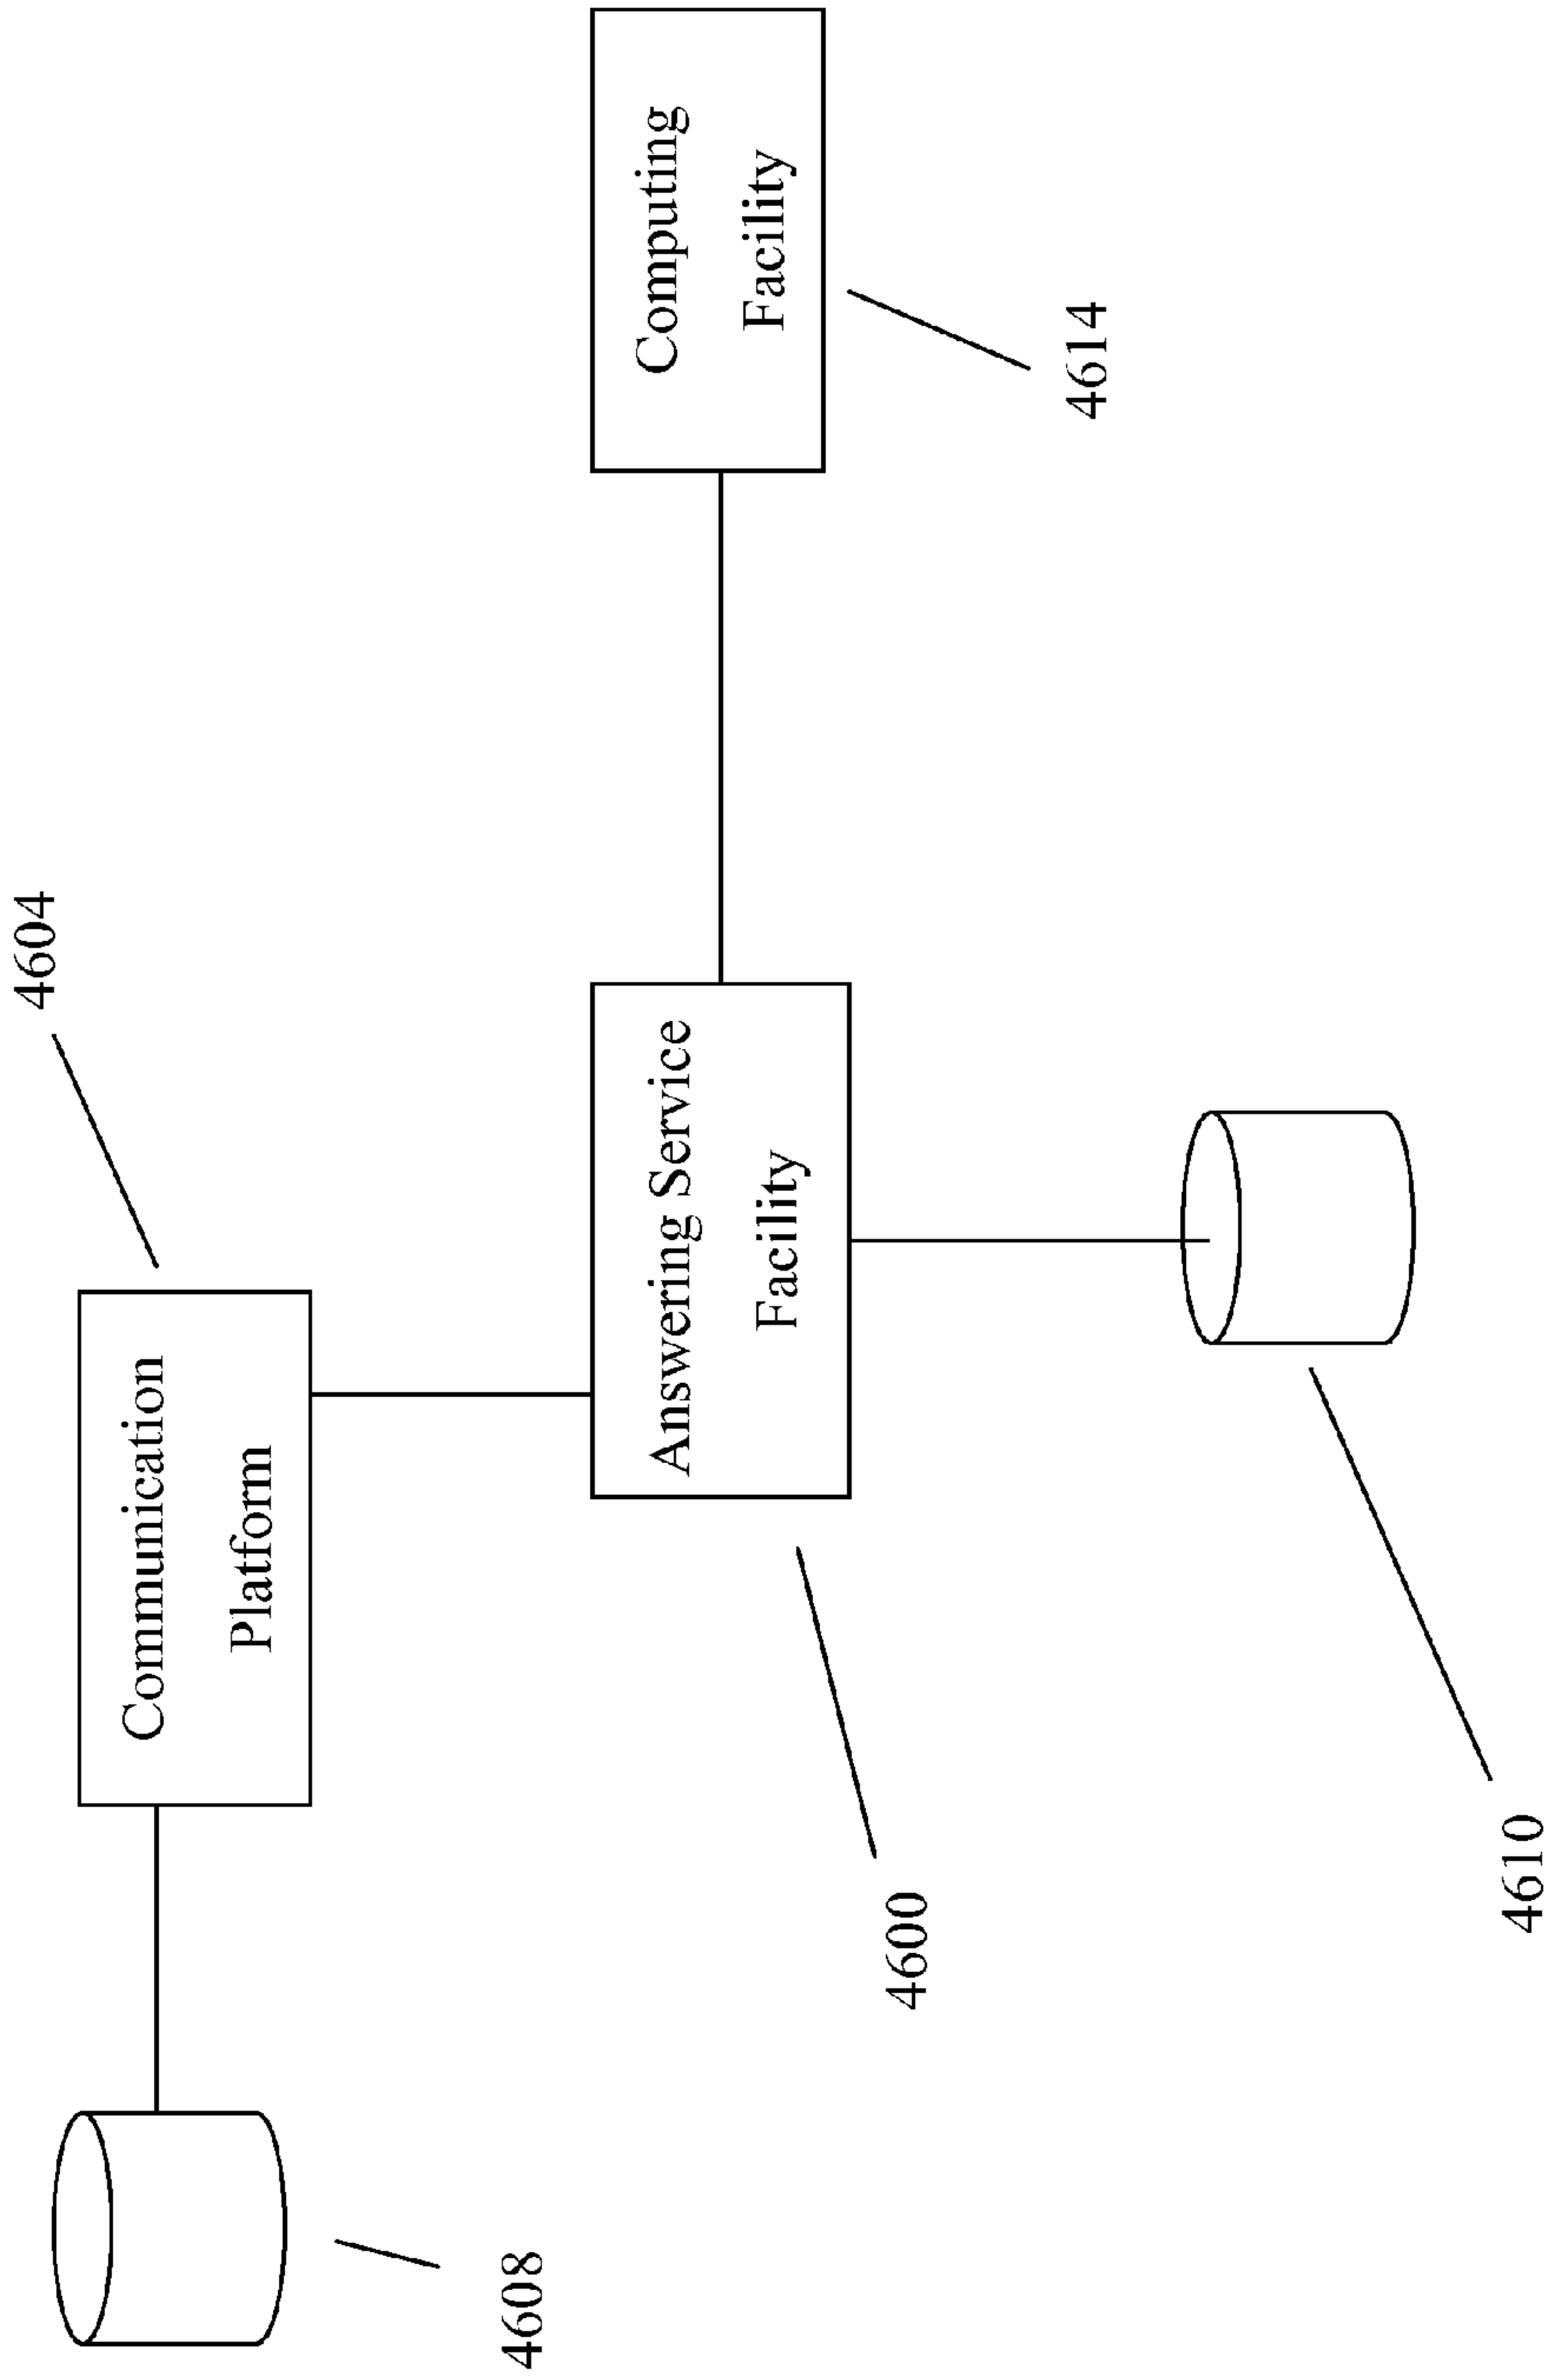 4604
Communication
Platform
4608
Answering Service
Facility
Computing
Facility
4600
4614
4610